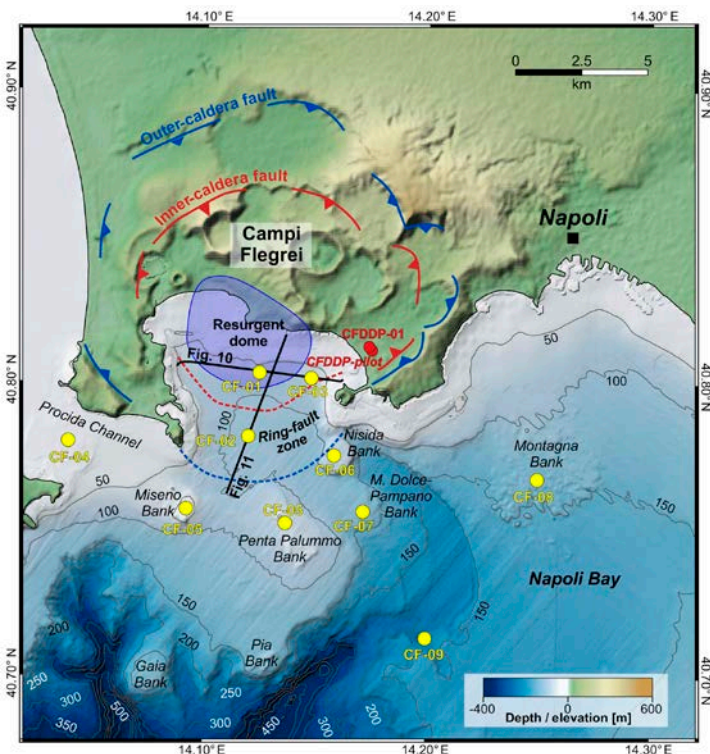 14.10° E
14.20° E
14.30° E
0
2.5
5
km
40.90° N
40.90° N
Outer-caldera fault
Inner-caldera fault
Napoli
Campi
Flegrei
Resurgent
dome
CFDDP-01
CFDDP-pilot
50
Fig. 10
CF-01
CF-03
100
40.80° N
40.80° N
Procida Channel
100
CF-02
Ring-fault
zone
Nisida
Bank
Montagna
Bank
CF-04
CF-06
Fig. 11
50
Miseno
Bank
M. Dolce-
Pampano
Bank
CF-08
100
CF-05
CF-06
CF-07
Penta Palummo
Bank
150
150
Napoli Bay
150
150
200
200
Pia
Bank
CF-09
Gaia
Bank
40.70° N
40.70° N
250
300
350
500
250
300
450
200
250
300
-400
0
600
Depth / elevation [m]
14.10° E
14.20° E
14.30° E